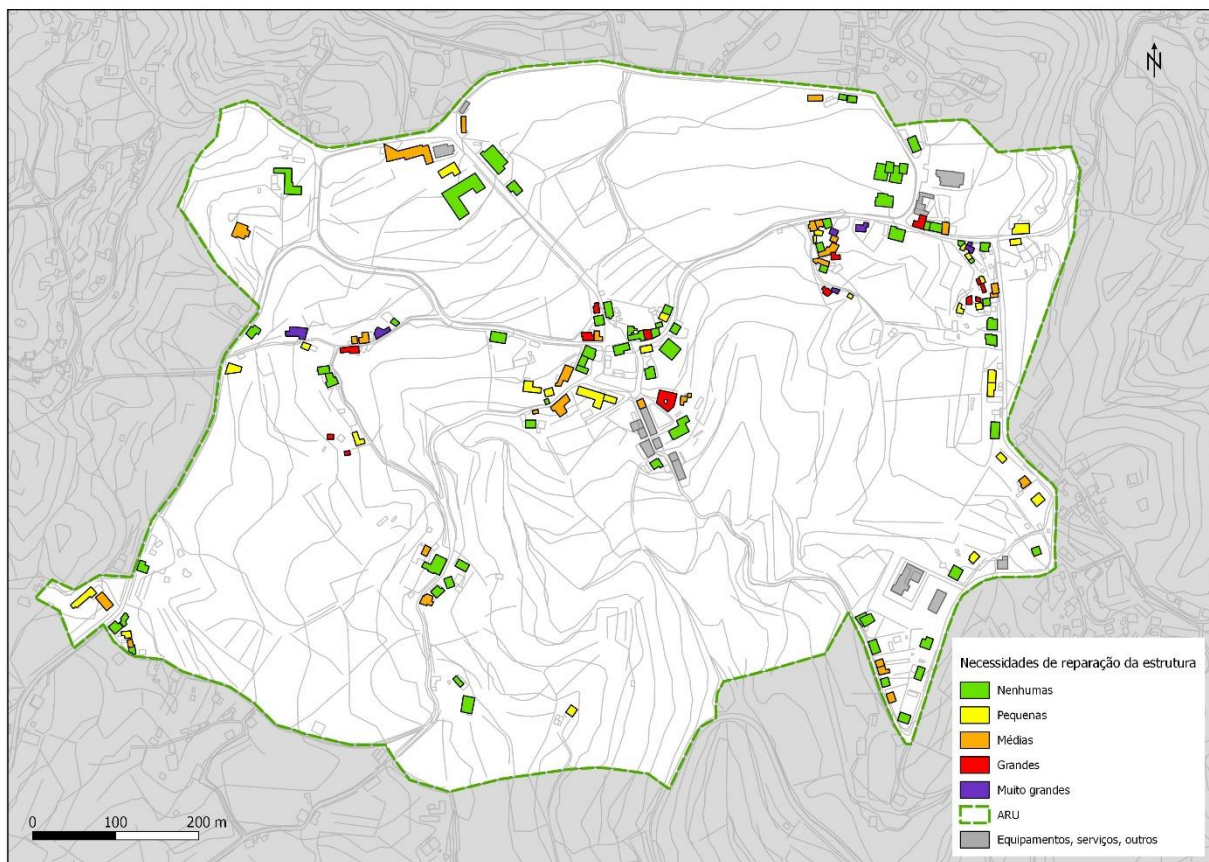 N
Necessidades de reparação da estrutura
Nenhumas
Pequenas
Médias
Grandes
Muito grandes
ARU
Equipamentos, serviços, outros
0 100 200 m